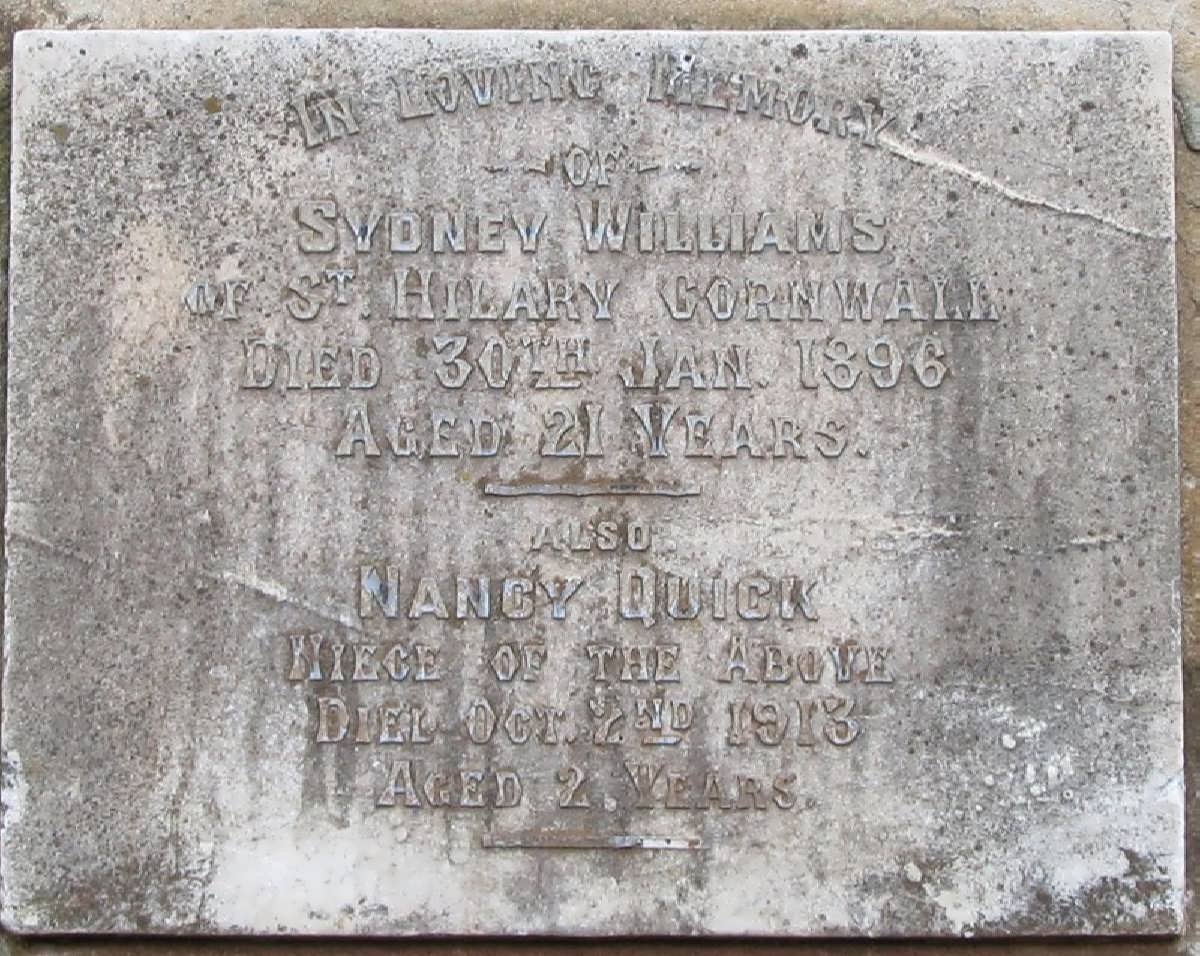 In Loving Memory
- - OF - -
SYDNEY WILLIAMS
OF ST. HILARY CORNWALL
DIED 30TH JAN. 1896
AGED 21 YEARS.
ALSO
NANCY QUICK
NIECE OF THE ABOVE
DIED OCT. 2ND 1913
AGED 2 YEARS.